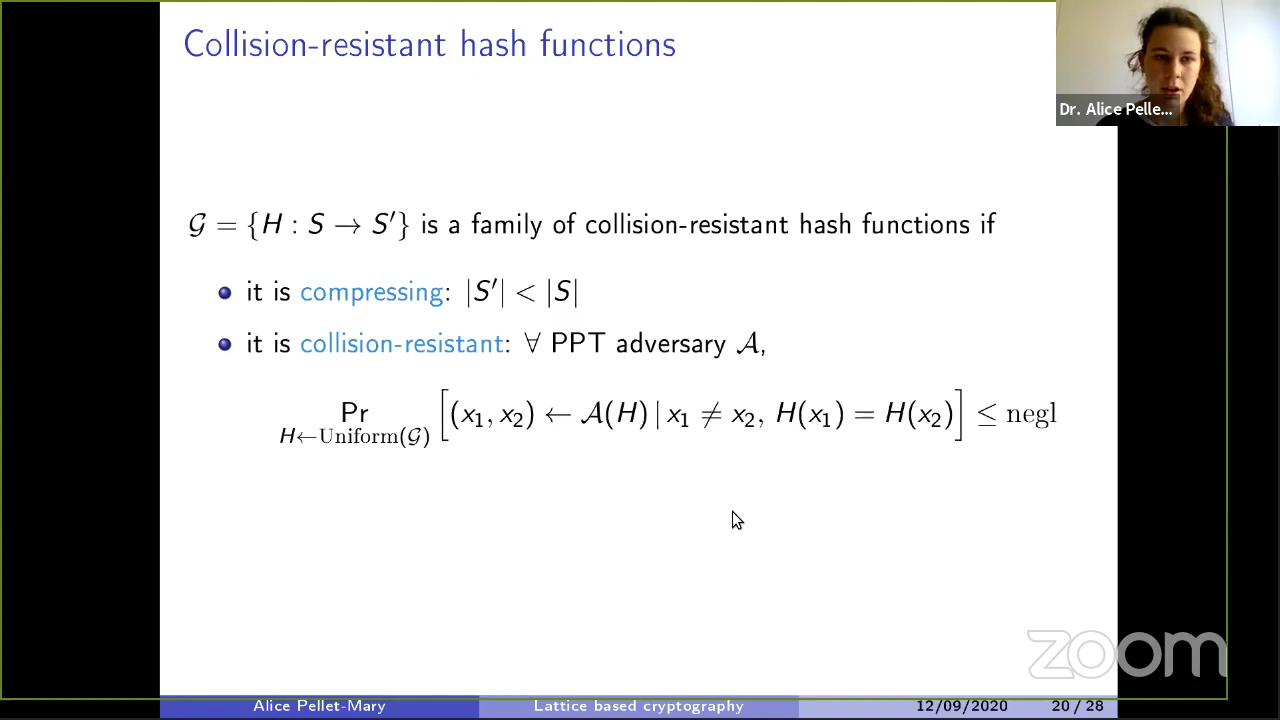 Collision-resistant hash functions
Dr. Alice Pelle...
𝒢 = {H : S → S′} is a family of collision-resistant hash functions if
it is compressing: |S′| < |S|
it is collision-resistant: ∀ PPT adversary 𝒜,
Pr [(x₁, x₂) ← 𝒜(H) | x₁ ≠ x₂, H(x₁) = H(x₂)] ≤ negl
H←Uniform(𝒢)
zoom
Alice Pellet-Mary Lattice based cryptography 12/09/2020 20 / 28